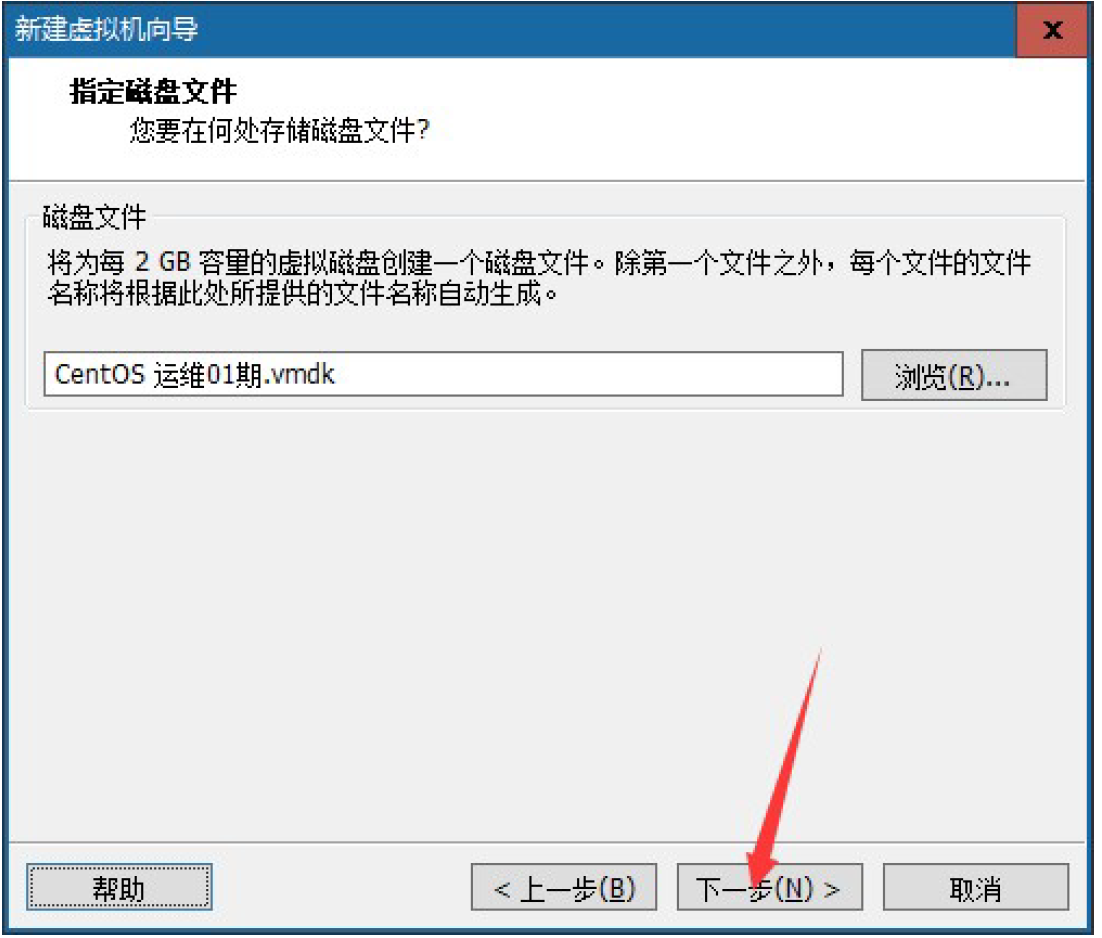 新建虚拟机向导
x
指定磁盘文件
您要在何处存储磁盘文件?
磁盘文件
将为每 2 GB 容量的虚拟磁盘创建一个磁盘文件。除第一个文件之外，每个文件的文件
名称将根据此处所提供的文件名称自动生成。
CentOS 运维01期.vmdk
浏览(R)...
帮助
< 上一步(B)
下一步(N) >
取消